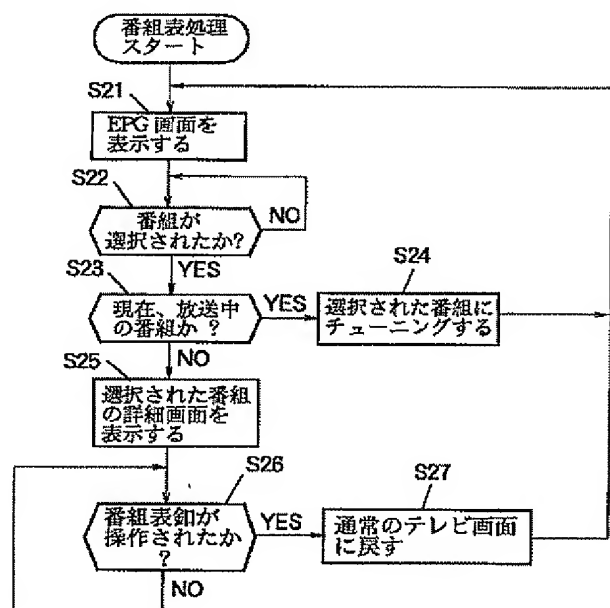 番組表処理
スタート
S21
EPG画面を
表示する
S22
番組が
選択されたか?
NO
YES
S23
現在、放送中
の番組か?
YES
NO
S24
選択された番組に
チューニングする
S25
選択された番組
の詳細画面を
表示する
S26
番組表釦が
操作されたか
?
YES
NO
S27
通常のテレビ画面
に戻す